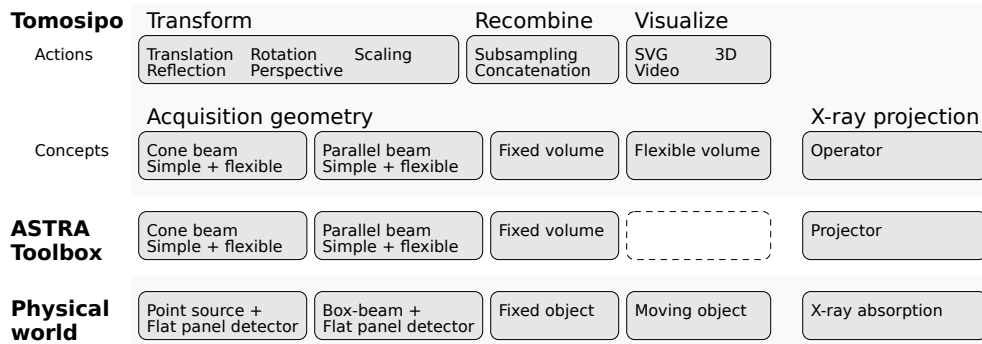 Tomosipo Transform Recombine Visualize
Actions
Translation Rotation Scaling
Reflection Perspective
Subsampling
Concatenation
SVG 3D
Video
Acquisition geometry X-ray projection
Concepts
Cone beam
Simple + flexible
Parallel beam
Simple + flexible
Fixed volume
Flexible volume
Operator
ASTRA
Toolbox
Cone beam
Simple + flexible
Parallel beam
Simple + flexible
Fixed volume
Projector
Physical
world
Point source +
Flat panel detector
Box-beam +
Flat panel detector
Fixed object
Moving object
X-ray absorption